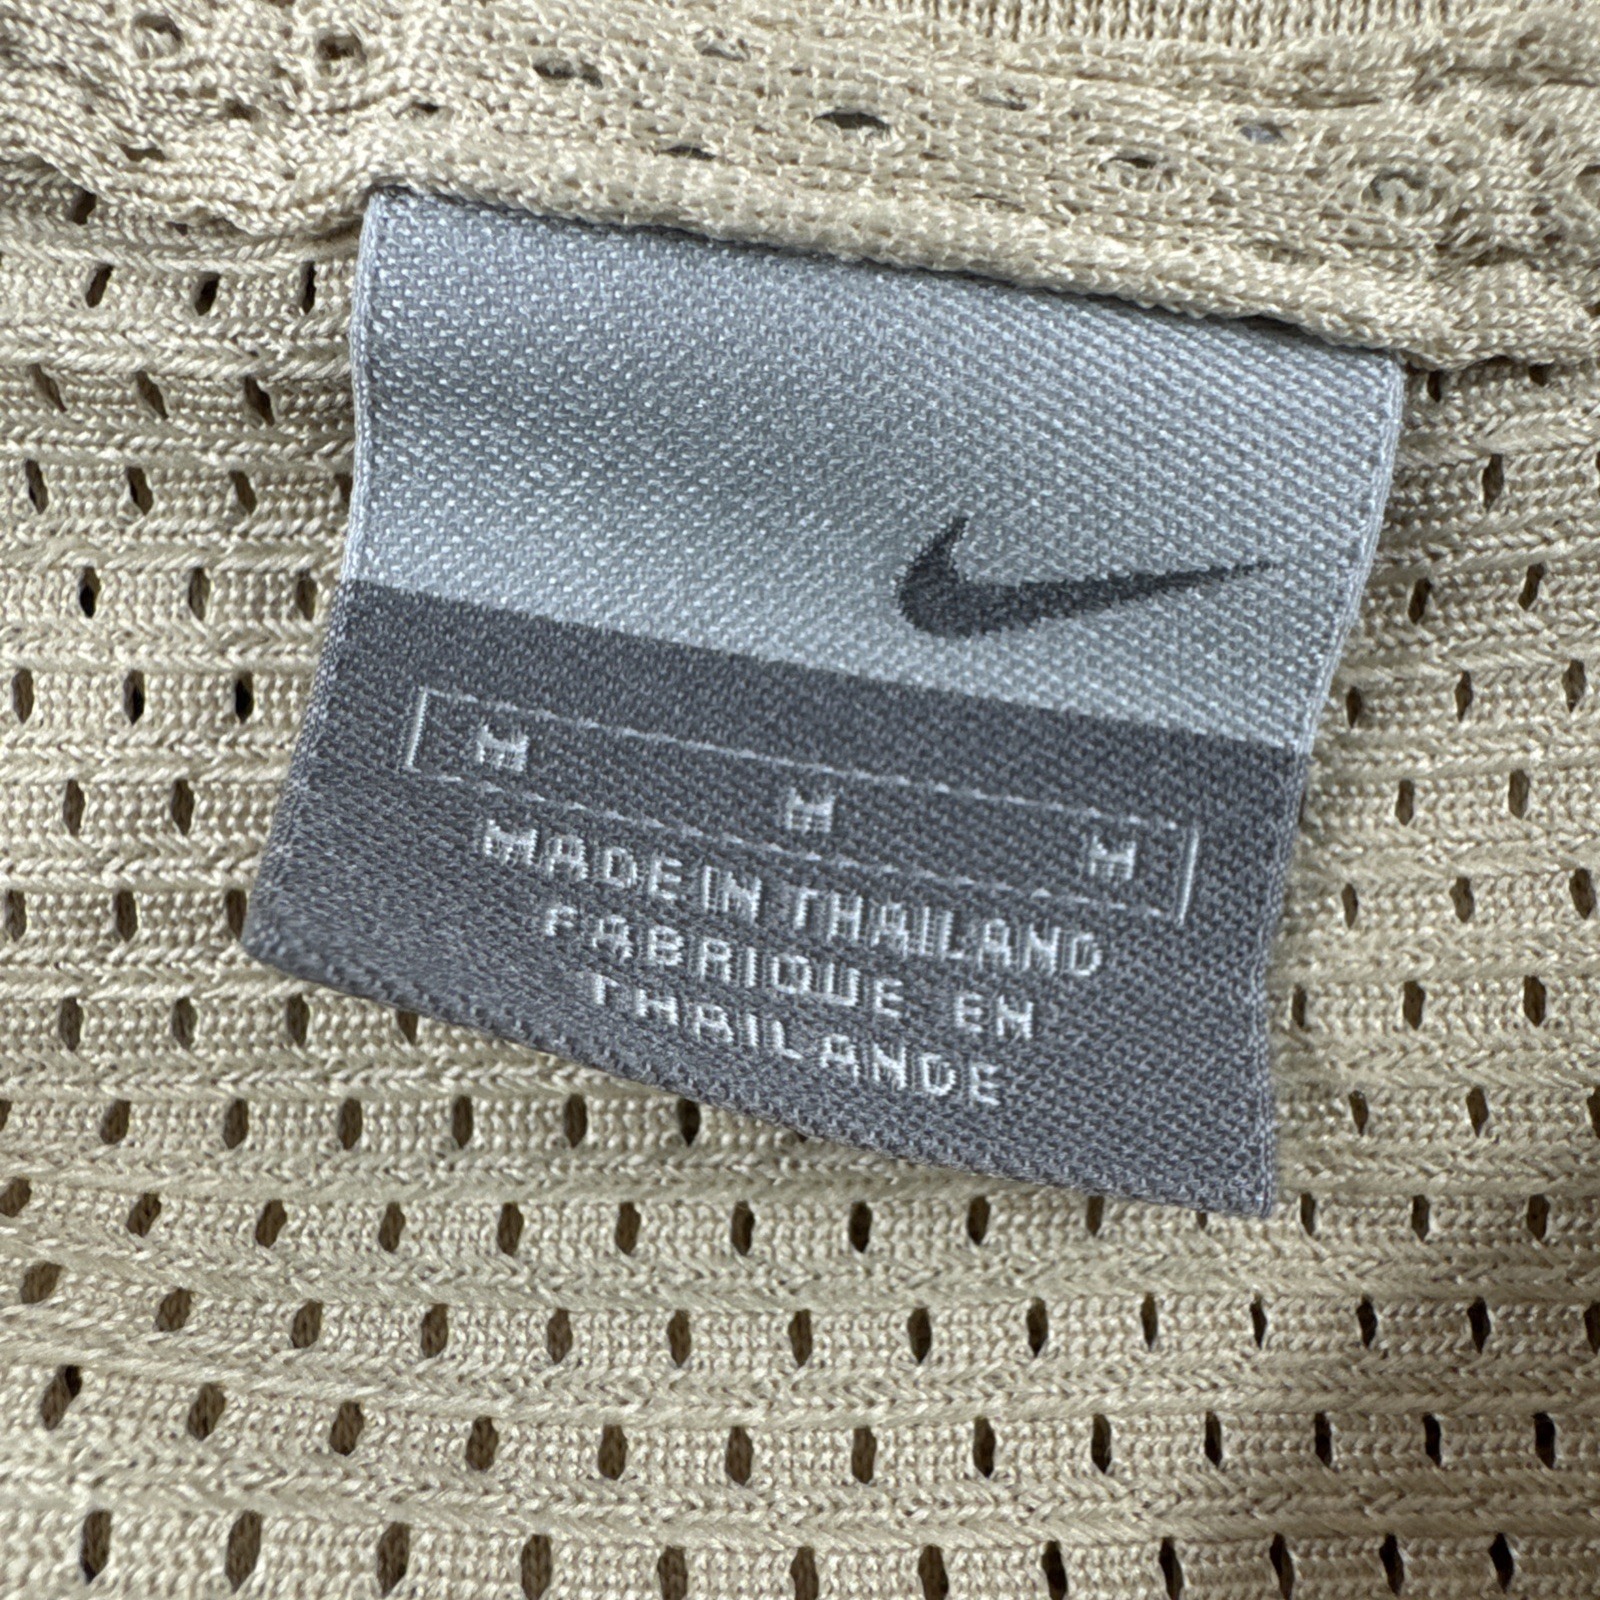 M M M
MADE IN THAILAND
FABRIQUE EN
THAILANDE